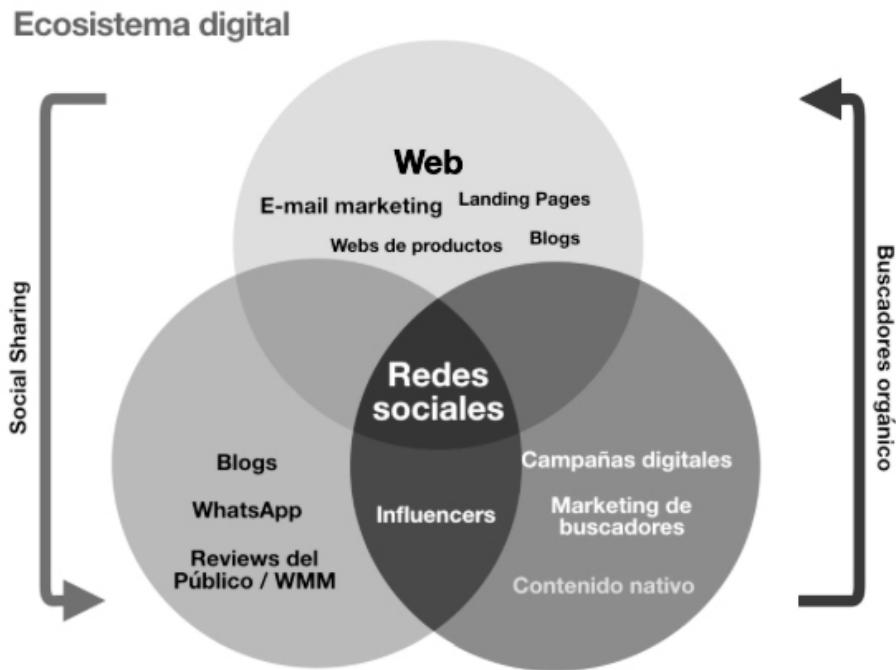 Ecosistema digital
Web
E-mail marketing
Landing Pages
Webs de productos
Blogs
Social Sharing
Buscadores orgánico
Redes
sociales
Blogs
WhatsApp
Reviews del
Público / WMM
Influencers
Campañas digitales
Marketing de
buscadores
Contenido nativo